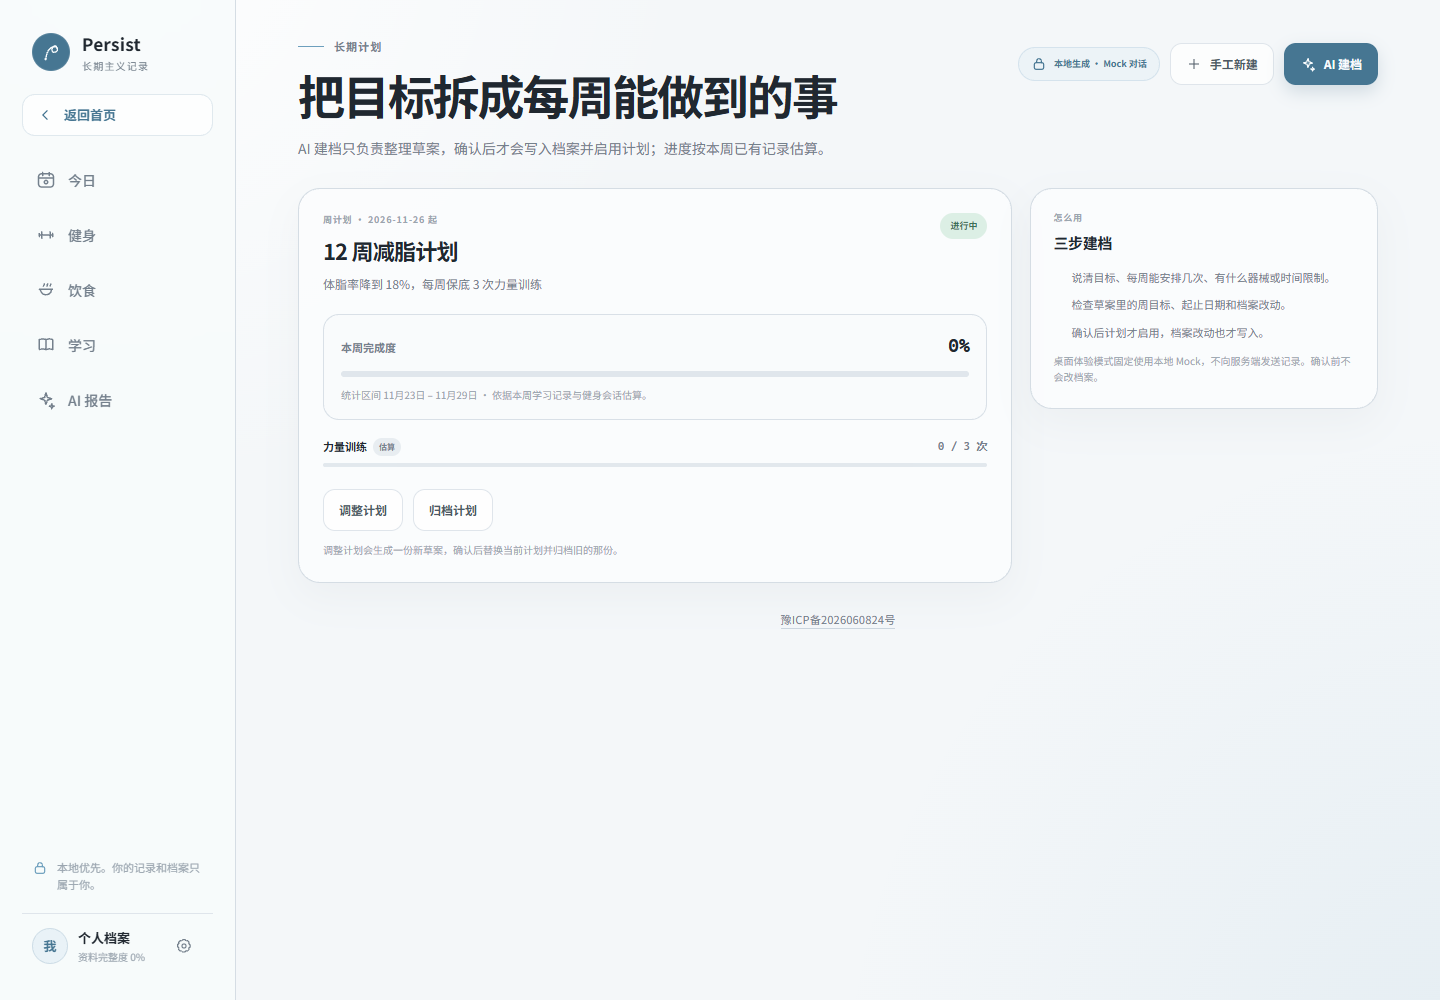 Persist
长期主义记录
返回首页
今日
健身
饮食
学习
AI 报告
本地优先。你的记录和档案只
属于你。
我
个人档案
资料完整度 0%
长期计划
把目标拆成每周能做到的事
AI 建档只负责整理草案，确认后才会写入档案并启用计划；进度按本周已有记录估算。
本地生成 · Mock 对话
手工新建
AI 建档
周计划 · 2026-11-26 起
进行中
12 周减脂计划
体脂率降到 18%，每周保底 3 次力量训练
本周完成度
0%
统计区间 11月23日 – 11月29日 · 依据本周学习记录与健身会话估算。
力量训练 估算
0 / 3 次
调整计划
归档计划
调整计划会生成一份新草案，确认后替换当前计划并归档旧的那份。
怎么用
三步建档
说清目标、每周能安排几次、有什么器械或时间限制。
检查草案里的周目标、起止日期和档案改动。
确认后计划才启用，档案改动也才写入。
桌面体验模式固定使用本地 Mock，不向服务端发送记录。确认前不
会改档案。
豫ICP备2026060824号